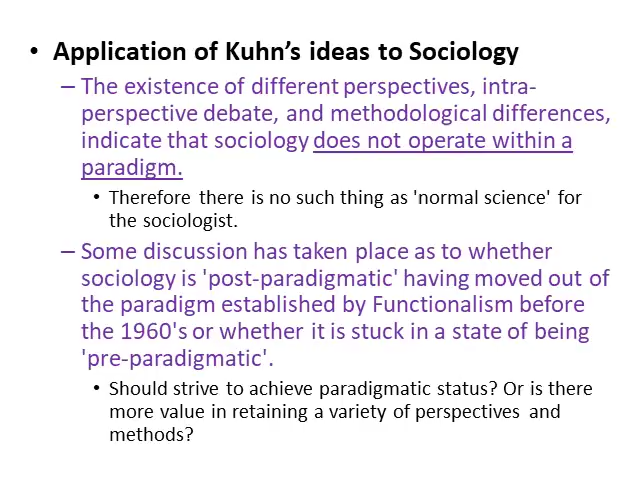 • Application of Kuhn’s ideas to Sociology
– The existence of different perspectives, intra-
perspective debate, and methodological differences,
indicate that sociology does not operate within a
paradigm.
• Therefore there is no such thing as 'normal science' for
the sociologist.
– Some discussion has taken place as to whether
sociology is 'post-paradigmatic' having moved out of
the paradigm established by Functionalism before
the 1960's or whether it is stuck in a state of being
'pre-paradigmatic'.
• Should strive to achieve paradigmatic status? Or is there
more value in retaining a variety of perspectives and
methods?